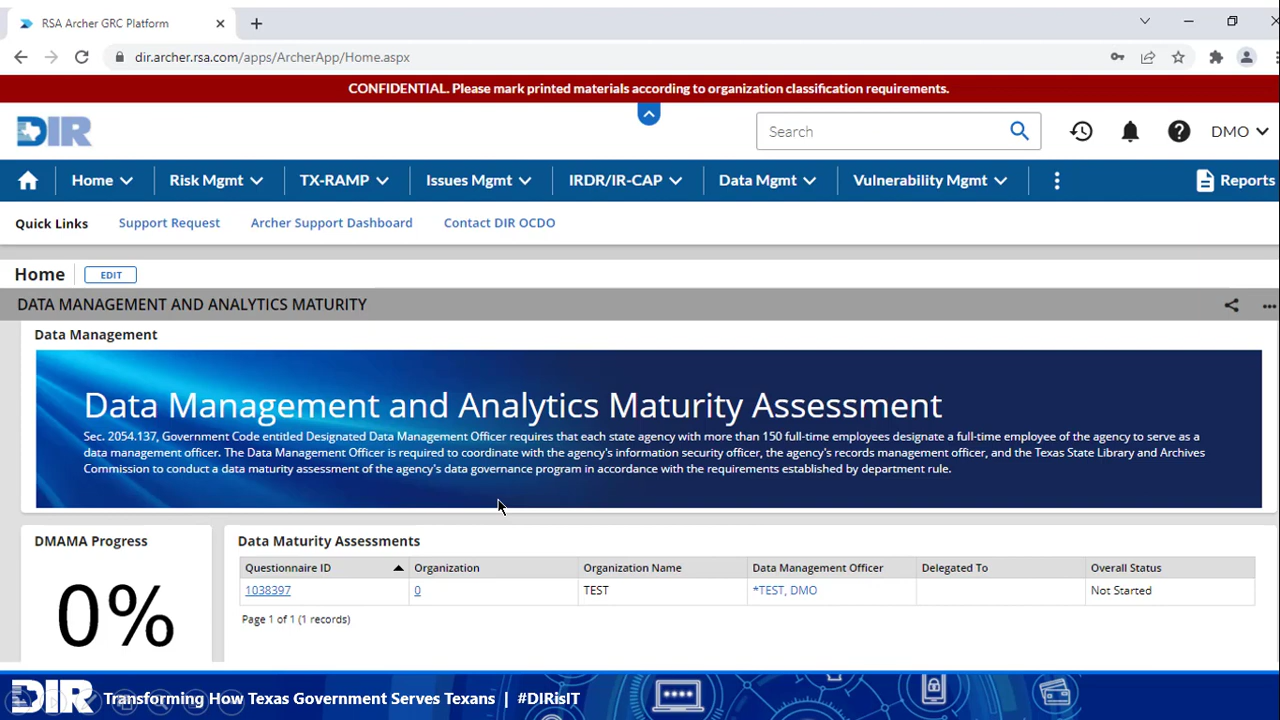 RSA Archer GRC Platform
dir.archer.rsa.com/apps/ArcherApp/Home.aspx
CONFIDENTIAL. Please mark printed materials according to organization classification requirements.
DIR Search DMO
Home Risk Mgmt TX-RAMP Issues Mgmt IRDR/IR-CAP Data Mgmt Vulnerability Mgmt Reports
Quick Links Support Request Archer Support Dashboard Contact DIR OCDO
Home EDIT
DATA MANAGEMENT AND ANALYTICS MATURITY
Data Management
Data Management and Analytics Maturity Assessment
Sec. 2054.137, Government Code entitled Designated Data Management Officer requires that each state agency with more than 150 full-time employees designate a full-time employee of the agency to serve as a
data management officer. The Data Management Officer is required to coordinate with the agency's information security officer, the agency's records management officer, and the Texas State Library and Archives
Commission to conduct a data maturity assessment of the agency's data governance program in accordance with the requirements established by department rule.
DMAMA Progress
0%
Data Maturity Assessments
Questionnaire ID Organization Organization Name Data Management Officer Delegated To Overall Status
1038397 0 TEST *TEST, DMO Not Started
Page 1 of 1 (1 records)
DIR Transforming How Texas Government Serves Texans | #DIRisIT